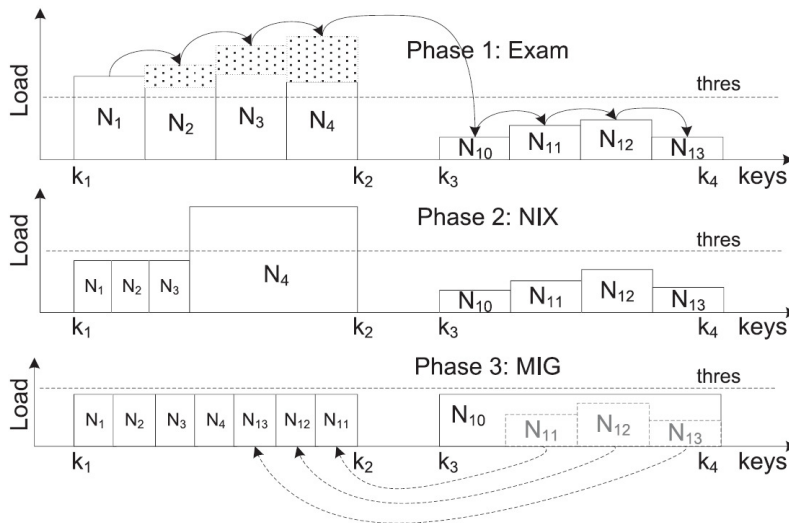 Phase 1: Exam
Load
thres
N₁ N₂ N₃ N₄ N₁₀ N₁₁ N₁₂ N₁₃
k₁ k₂ k₃ k₄ keys
Phase 2: NIX
Load
thres
N₁ N₂ N₃ N₄ N₁₀ N₁₁ N₁₂ N₁₃
k₁ k₂ k₃ k₄ keys
Phase 3: MIG
Load
thres
N₁ N₂ N₃ N₄ N₁₃ N₁₂ N₁₁ N₁₀ N₁₁ N₁₂ N₁₃
k₁ k₂ k₃ k₄ keys